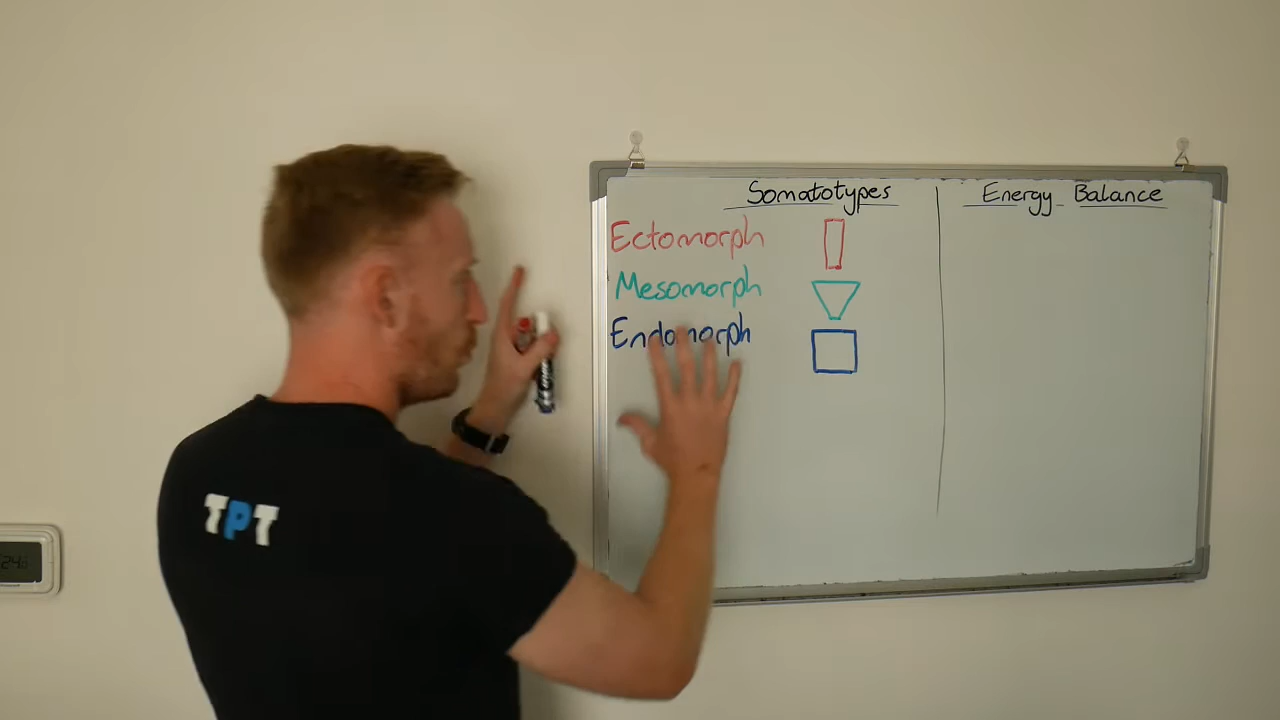 Somatotypes
Energy Balance
Ectomorph
Mesomorph
Endomorph
TPT